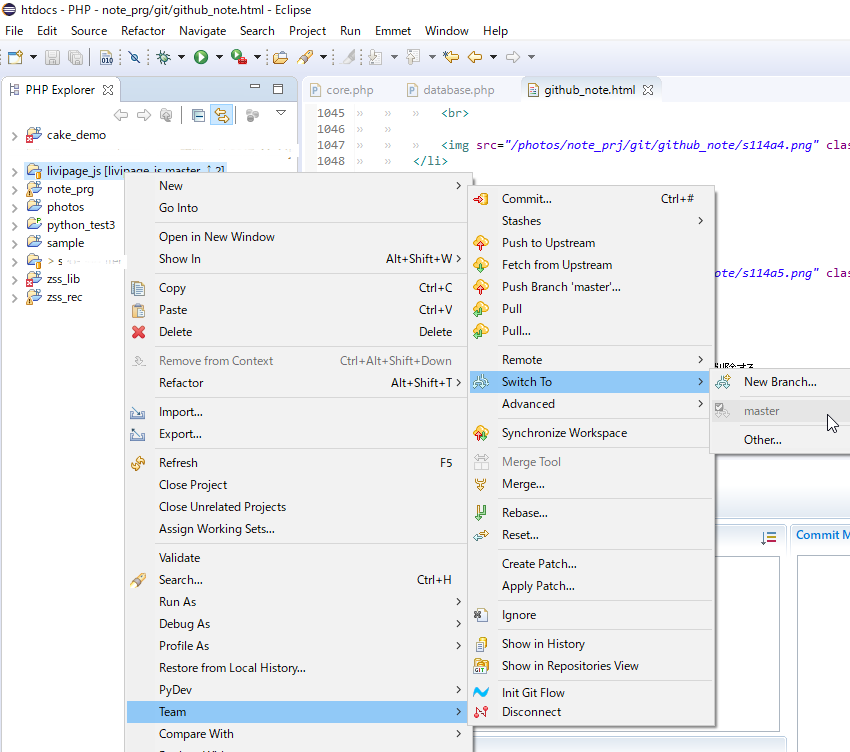 htdocs - PHP - note_prg/git/github_note.html - Eclipse
File Edit Source Refactor Navigate Search Project Run Emmet Window Help
PHP Explorer
core.php database.php github_note.html
cake_demo
livipage_js [livipage_js master ↑ 2]
note_prg
photos
python_test3
sample
> s
zss_lib
zss_rec
1045 » » » <br>
1046 » » »
1047 » » » <img src="/photos/note_prj/git/github_note/s114a4.png" clas
1048 » » </li>
ote/s114a5.png" clas
New
Go Into
Open in New Window
Show In Alt+Shift+W
Copy Ctrl+C
Paste Ctrl+V
Delete Delete
Remove from Context Ctrl+Alt+Shift+Down
Refactor Alt+Shift+T
Import...
Export...
Refresh F5
Close Project
Close Unrelated Projects
Assign Working Sets...
Validate
Search... Ctrl+H
Run As
Debug As
Profile As
Restore from Local History...
PyDev
Team
Compare With
Commit... Ctrl+#
Stashes
Push to Upstream
Fetch from Upstream
Push Branch 'master'...
Pull
Pull...
Remote
Switch To
Advanced
Synchronize Workspace
Merge Tool
Merge...
Rebase...
Reset...
Create Patch...
Apply Patch...
Ignore
Show in History
Show in Repositories View
Init Git Flow
Disconnect
New Branch...
master
Other...
Commit M